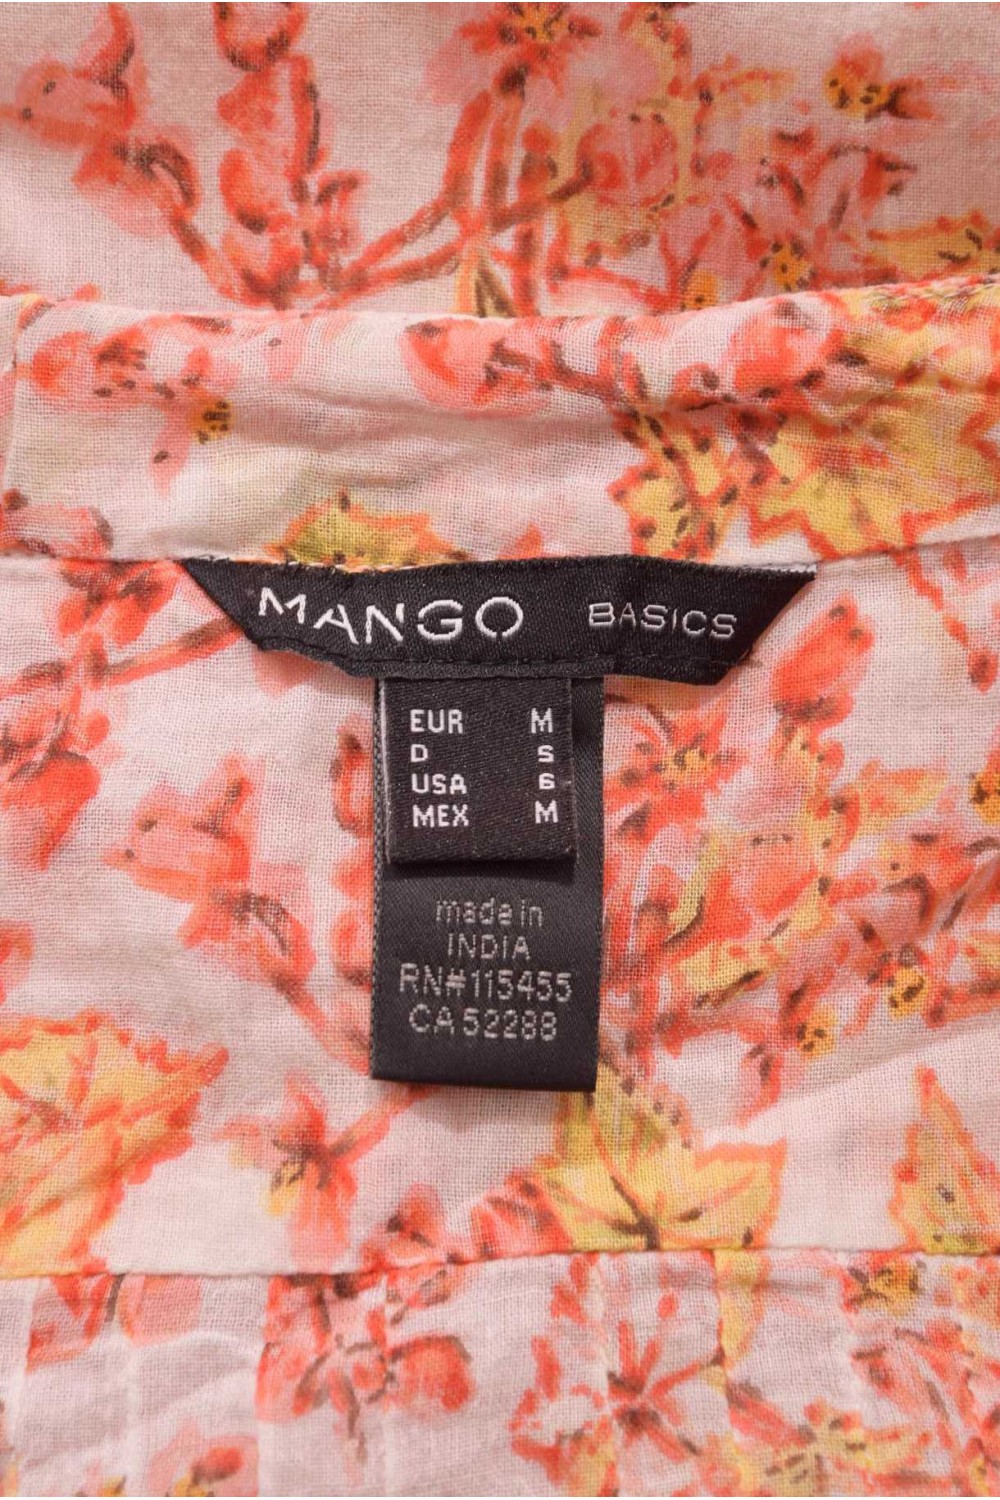 MANGO BASICS
EUR M
D S
USA 6
MEX M
made in
INDIA
RN#115455
CA 52288